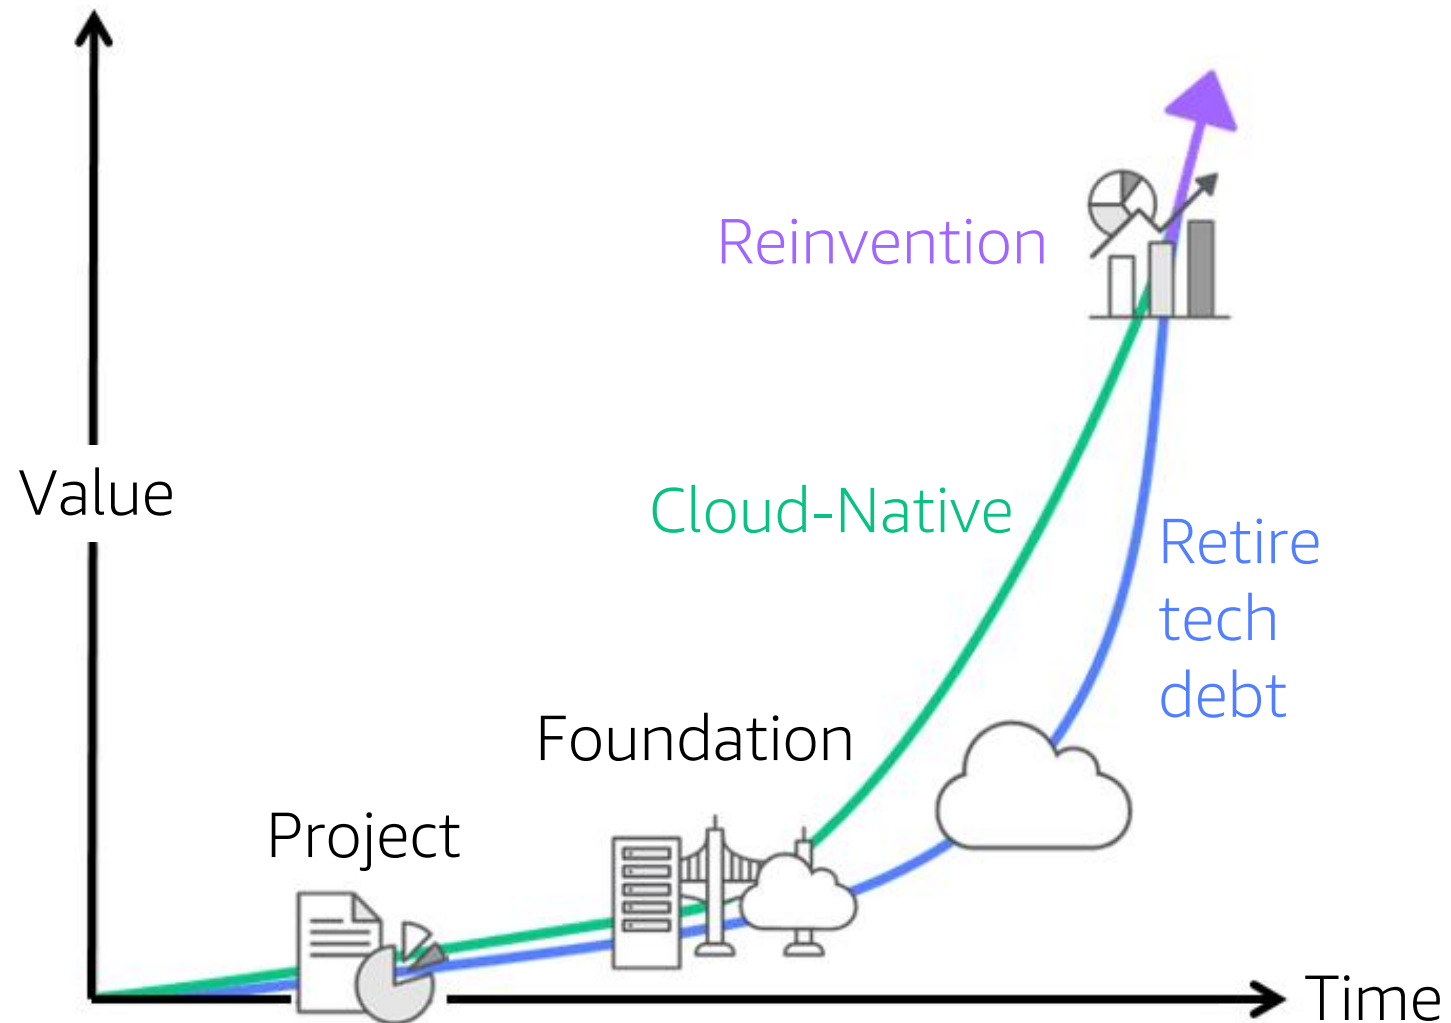 Reinvention
Value
Cloud-Native
Retire
tech
debt
Foundation
Project
Time